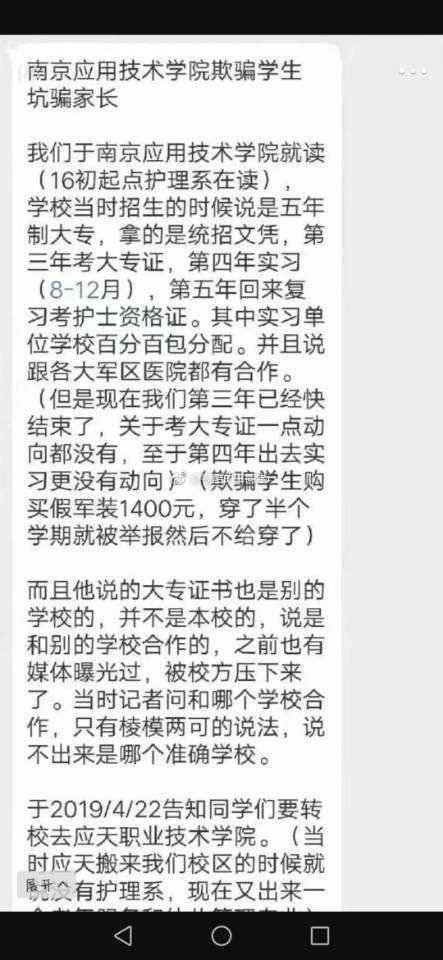 南京应用技术学院欺骗学生
坑骗家长
我们于南京应用技术学院就读
（16初起点护理系在读），
学校当时招生的时候说是五年
制大专，拿的是统招文凭，第
三年考大专证，第四年实习
（8-12月），第五年回来复
习考护士资格证。其中实习单
位学校百分百包分配。并且说
跟各大军区医院都有合作。
（但是现在我们第三年已经快
结束了，关于考大专证一点动
向都没有，至于第四年出去实
习更没有动向）（欺骗学生购
买假军装1400元，穿了半个
学期就被举报然后不给穿了）
而且他说的大专证书也是别的
学校的，并不是本校的，说是
和别的学校合作的，之前也有
媒体曝光过，被校方压下来
了。当时记者问和哪个学校合
作，只有棱模两可的说法，说
不出来是哪个准确学校。
于2019/4/22告知同学们要转
校去应天职业技术学院。（当
时应天搬来我们校区的时候就
没有护理系，现在又出来一
展开